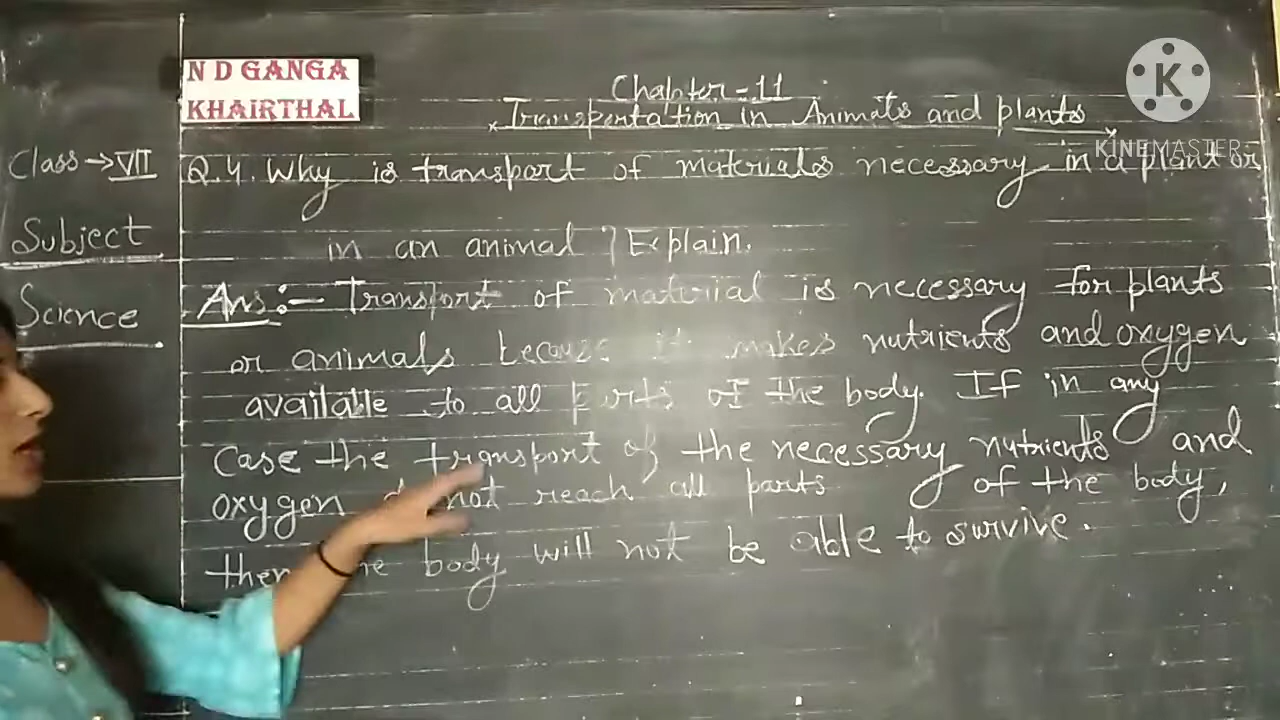 N D GANGA
KHAIRTHAL
K
KINEMASTER
Chapter-11
Transportation in Animals and plants
Class → VII
Subject
Science
Q.4. Why is transport of materials necessary in a plant or
in an animal ? Explain.
Ans:- Transport of material is necessary for plants
or animals because it makes nutrients and oxygen
available to all parts of the body. If in any
case the transport of the necessary nutrients and
oxygen not reach all parts of the body,
then body will not be able to survive.